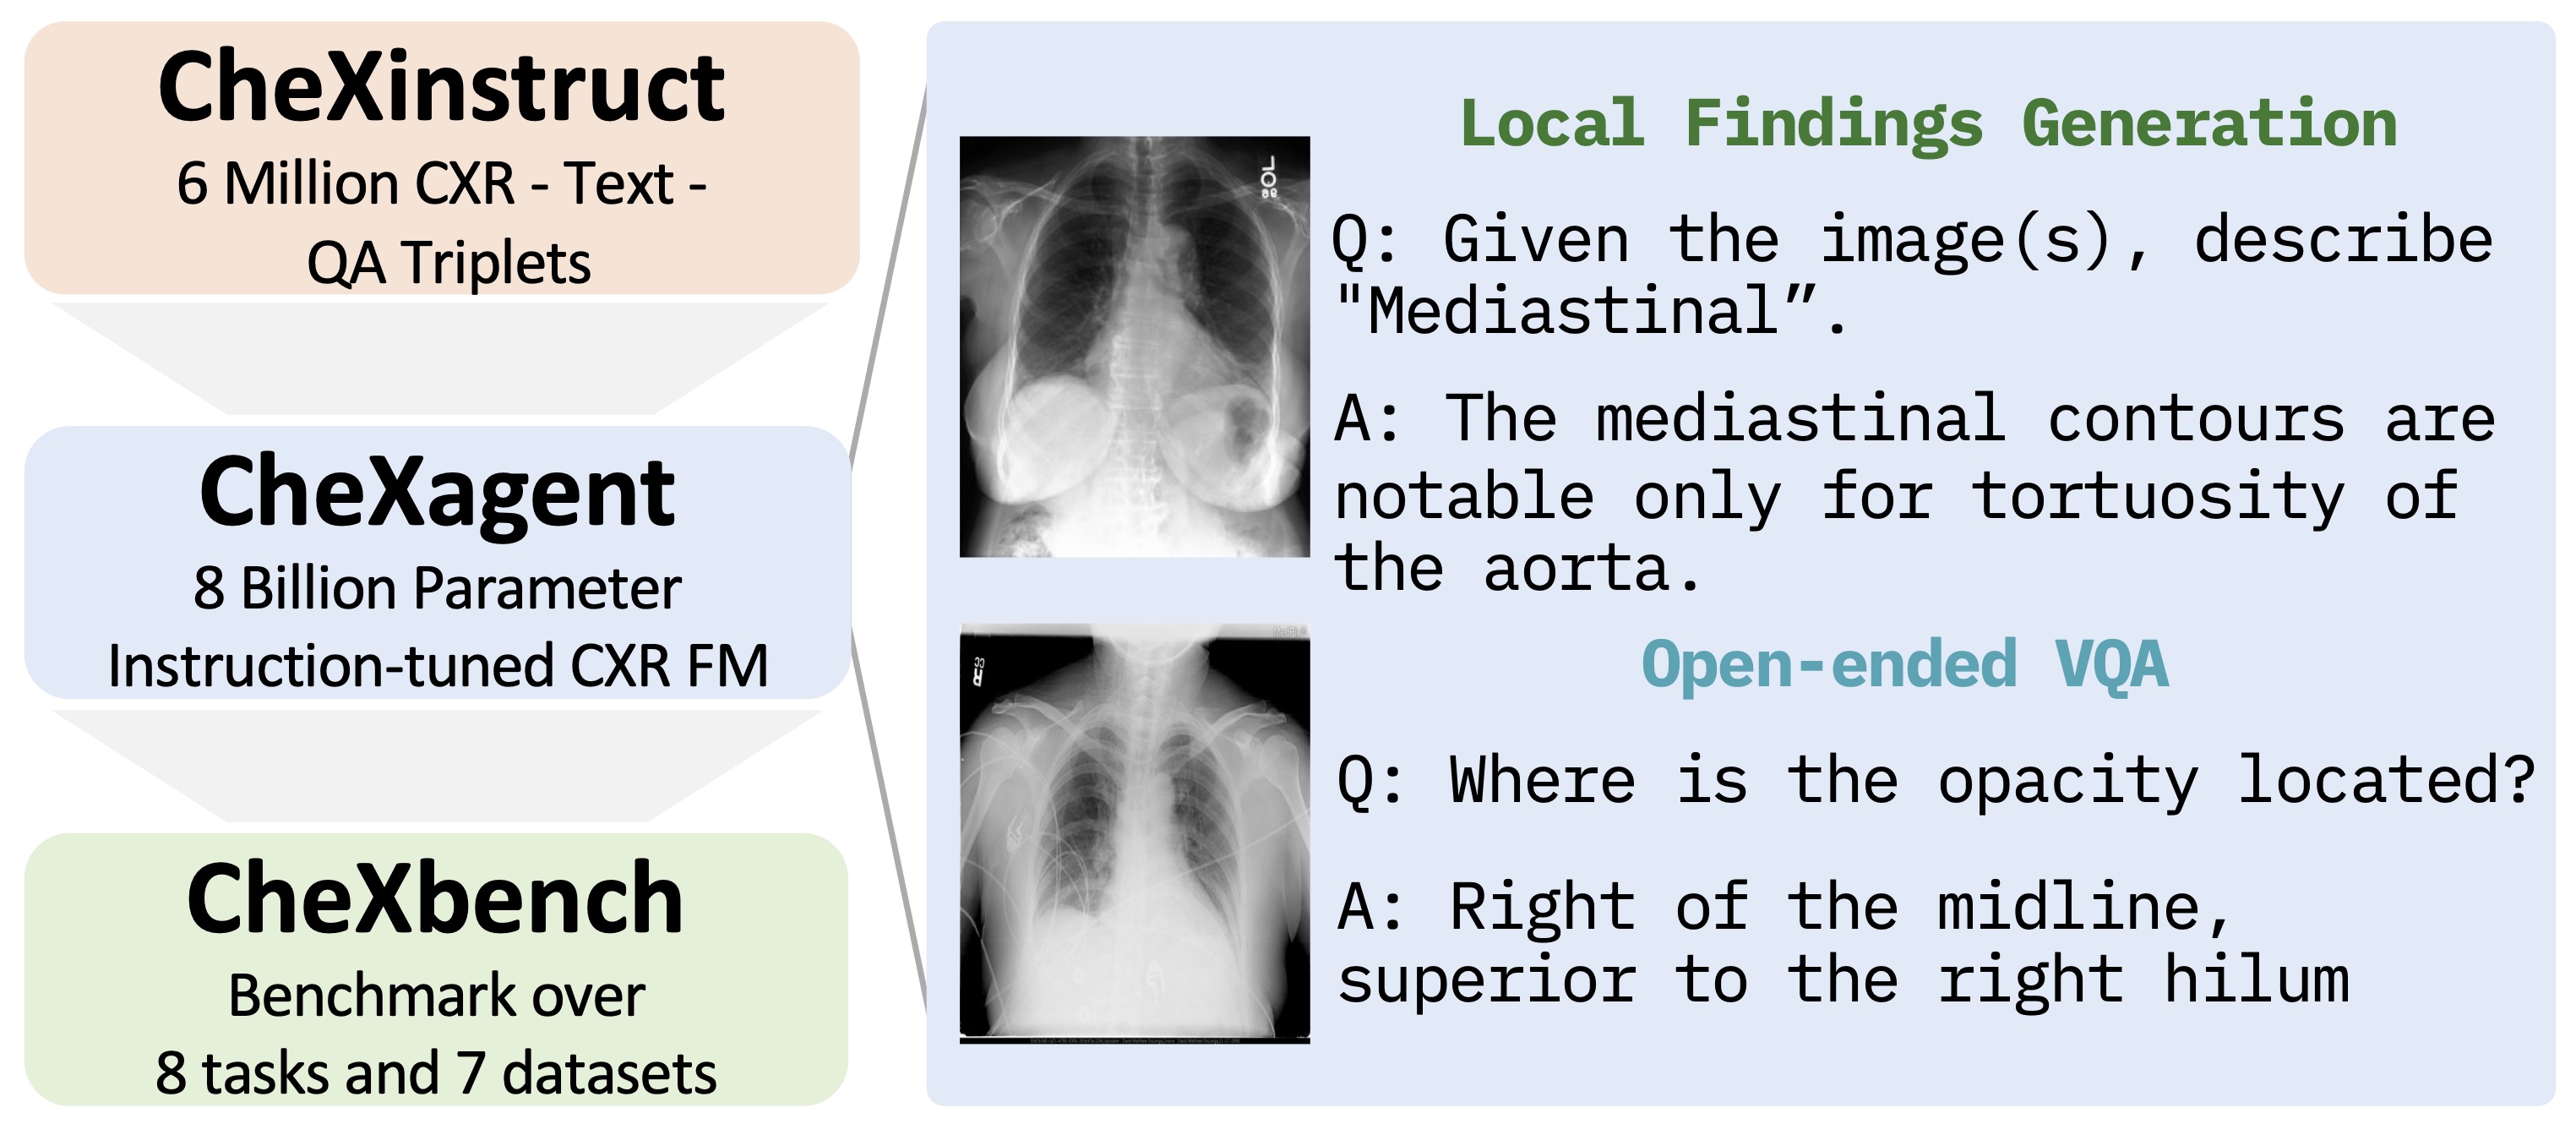 CheXinstruct
6 Million CXR - Text -
QA Triplets
CheXagent
8 Billion Parameter
Instruction-tuned CXR FM
CheXbench
Benchmark over
8 tasks and 7 datasets
Local Findings Generation
Q: Given the image(s), describe
"Mediastinal”.
A: The mediastinal contours are
notable only for tortuosity of
the aorta.
Open-ended VQA
Q: Where is the opacity located?
A: Right of the midline,
superior to the right hilum